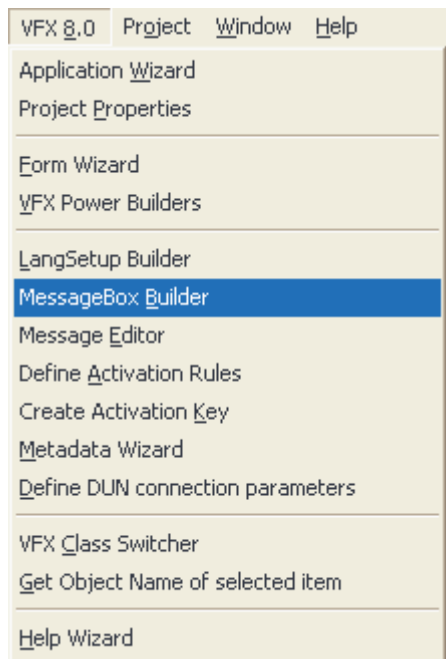 VFX 8.0 Project Window Help
Application Wizard
Project Properties
Form Wizard
VFX Power Builders
LangSetup Builder
MessageBox Builder
Message Editor
Define Activation Rules
Create Activation Key
Metadata Wizard
Define DUN connection parameters
VFX Class Switcher
Get Object Name of selected item
Help Wizard